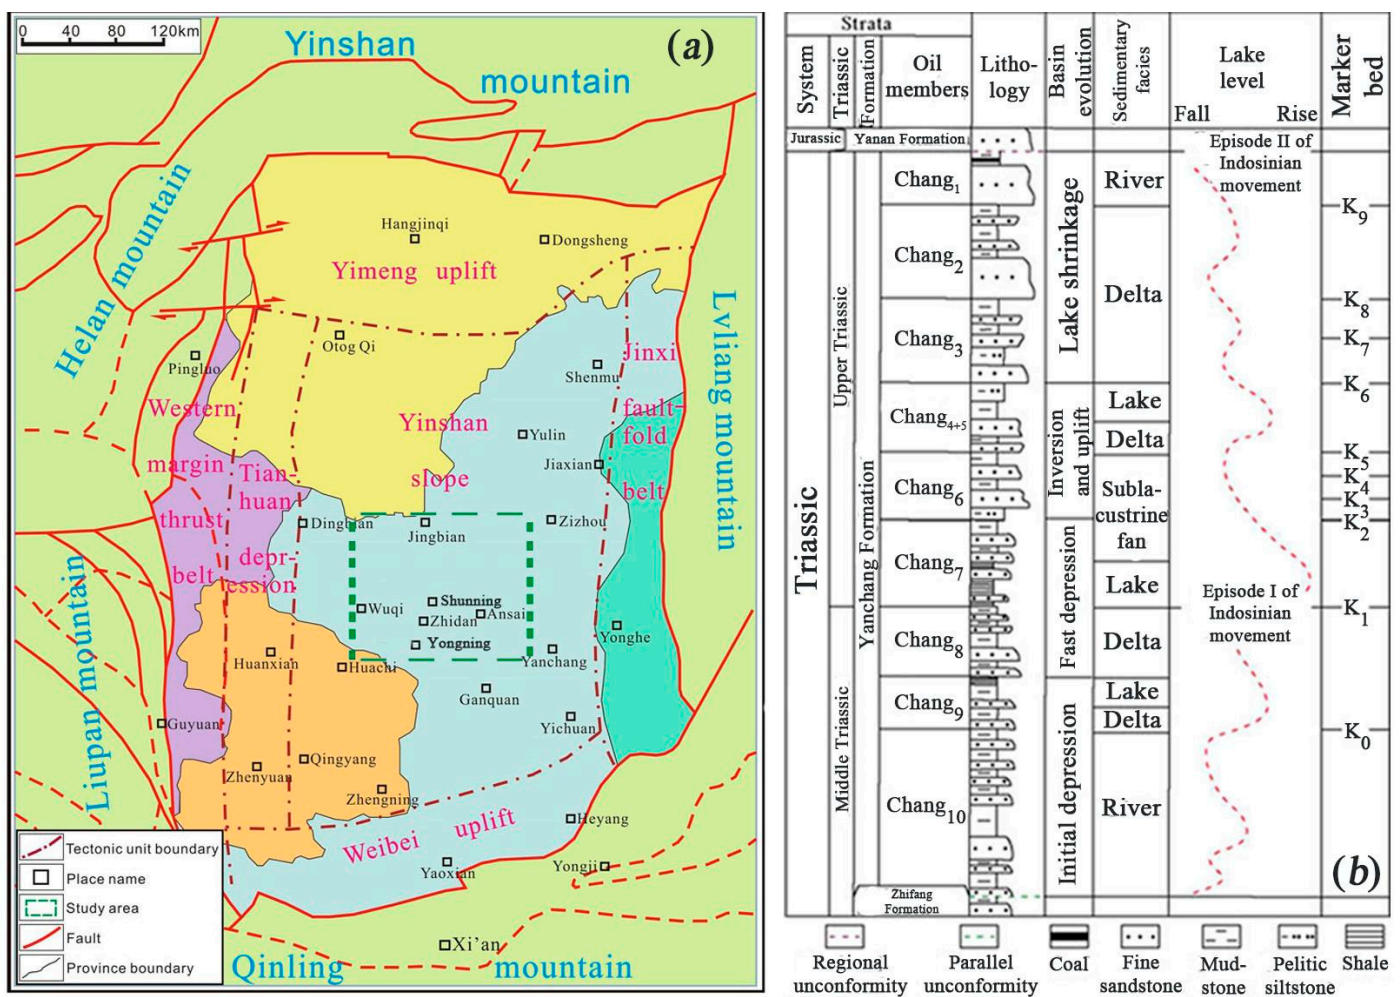 0 40 80 120km
(a)
Yinshan
mountain
Helan mountain
Lvliang mountain
Liupan mountain
Qinling mountain
Hangjinqi
Dongsheng
Yimeng uplift
Otog Qi
Pingluo
Jinxi
fault-
fold
belt
Shenmu
Western
margin
thrust
belt
Yinshan
slope
Yulin
Jiaxian
Tian-
huan
depr-
ession
Dingbian
Jingbian
Zizhou
Wuqi
Shunning
Ansai
Zhidan
Yongning
Yonghe
Huanxian
Huachi
Yanchang
Ganquan
Guyuan
Yichuan
Qingyang
Zhenyuan
Zhengning
Weibei uplift
Heyang
Yaoxian
Yongji
Xi'an
Tectonic unit boundary
Place name
Study area
Fault
Province boundary
Strata
System
Triassic
Formation
Oil
members
Litho-
logy
Basin
evolution
Sedimentary
facies
Lake
level
Fall Rise
Marker
bed
Jurassic
Yanan Formation
Episode II of
Indosinian
movement
Triassic
Upper Triassic
Middle Triassic
Yanchang Formation
Chang1
Chang2
Chang3
Chang4+5
Chang6
Chang7
Chang8
Chang9
Chang10
Zhifang
Formation
Lake shrinkage
Inversion
and uplift
Fast depression
Initial depression
River
Delta
Lake
Delta
Subla-
custrine
fan
Lake
Delta
Lake
Delta
River
Episode I of
Indosinian
movement
K9
K8
K7
K6
K5
K4
K3
K2
K1
K0
(b)
Regional
unconformity
Parallel
unconformity
Coal
Fine
sandstone
Mud-
stone
Pelitic
siltstone
Shale